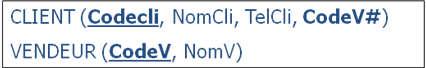 CLIENT (Codecli, NomCli, TelCli, CodeV#)
VENDEUR (CodeV, NomV)